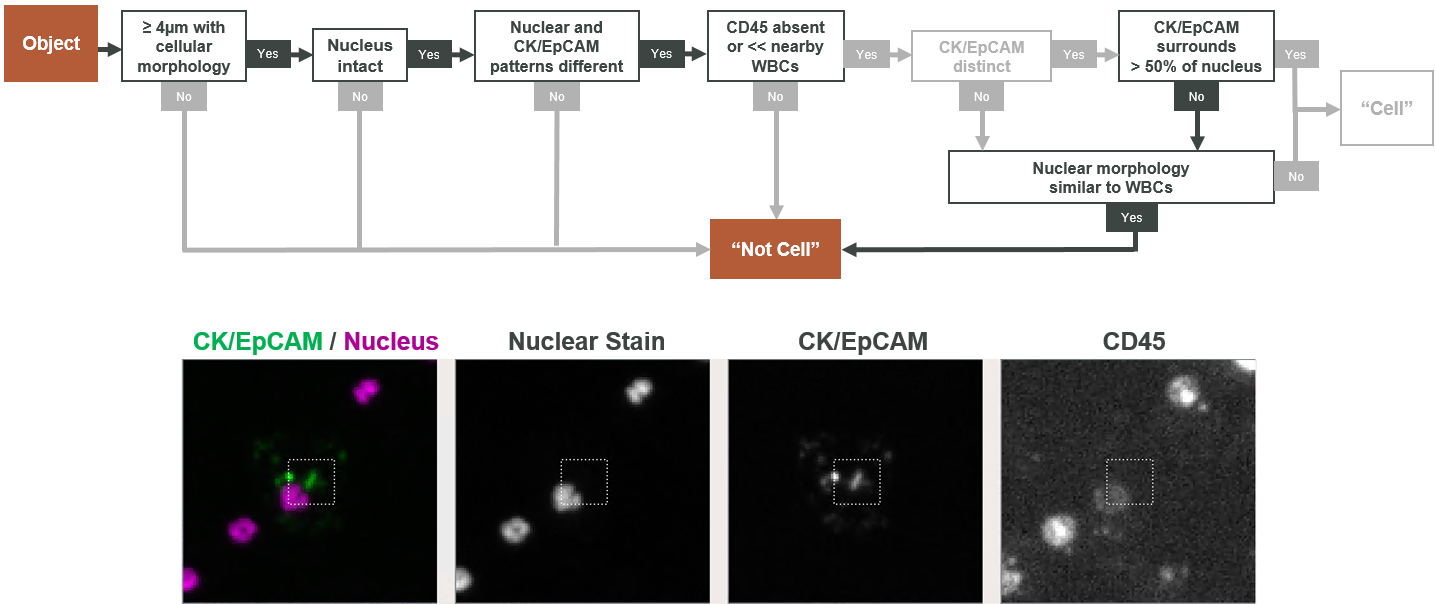 Object
≥ 4μm with
cellular
morphology
Yes
No
Nucleus
intact
Yes
No
Nuclear and
CK/EpCAM
patterns different
Yes
No
CD45 absent
or << nearby
WBCs
Yes
No
CK/EpCAM
distinct
Yes
No
CK/EpCAM
surrounds
> 50% of nucleus
Yes
No
“Cell”
Nuclear morphology
similar to WBCs
No
Yes
“Not Cell”
CK/EpCAM / Nucleus
Nuclear Stain
CK/EpCAM
CD45